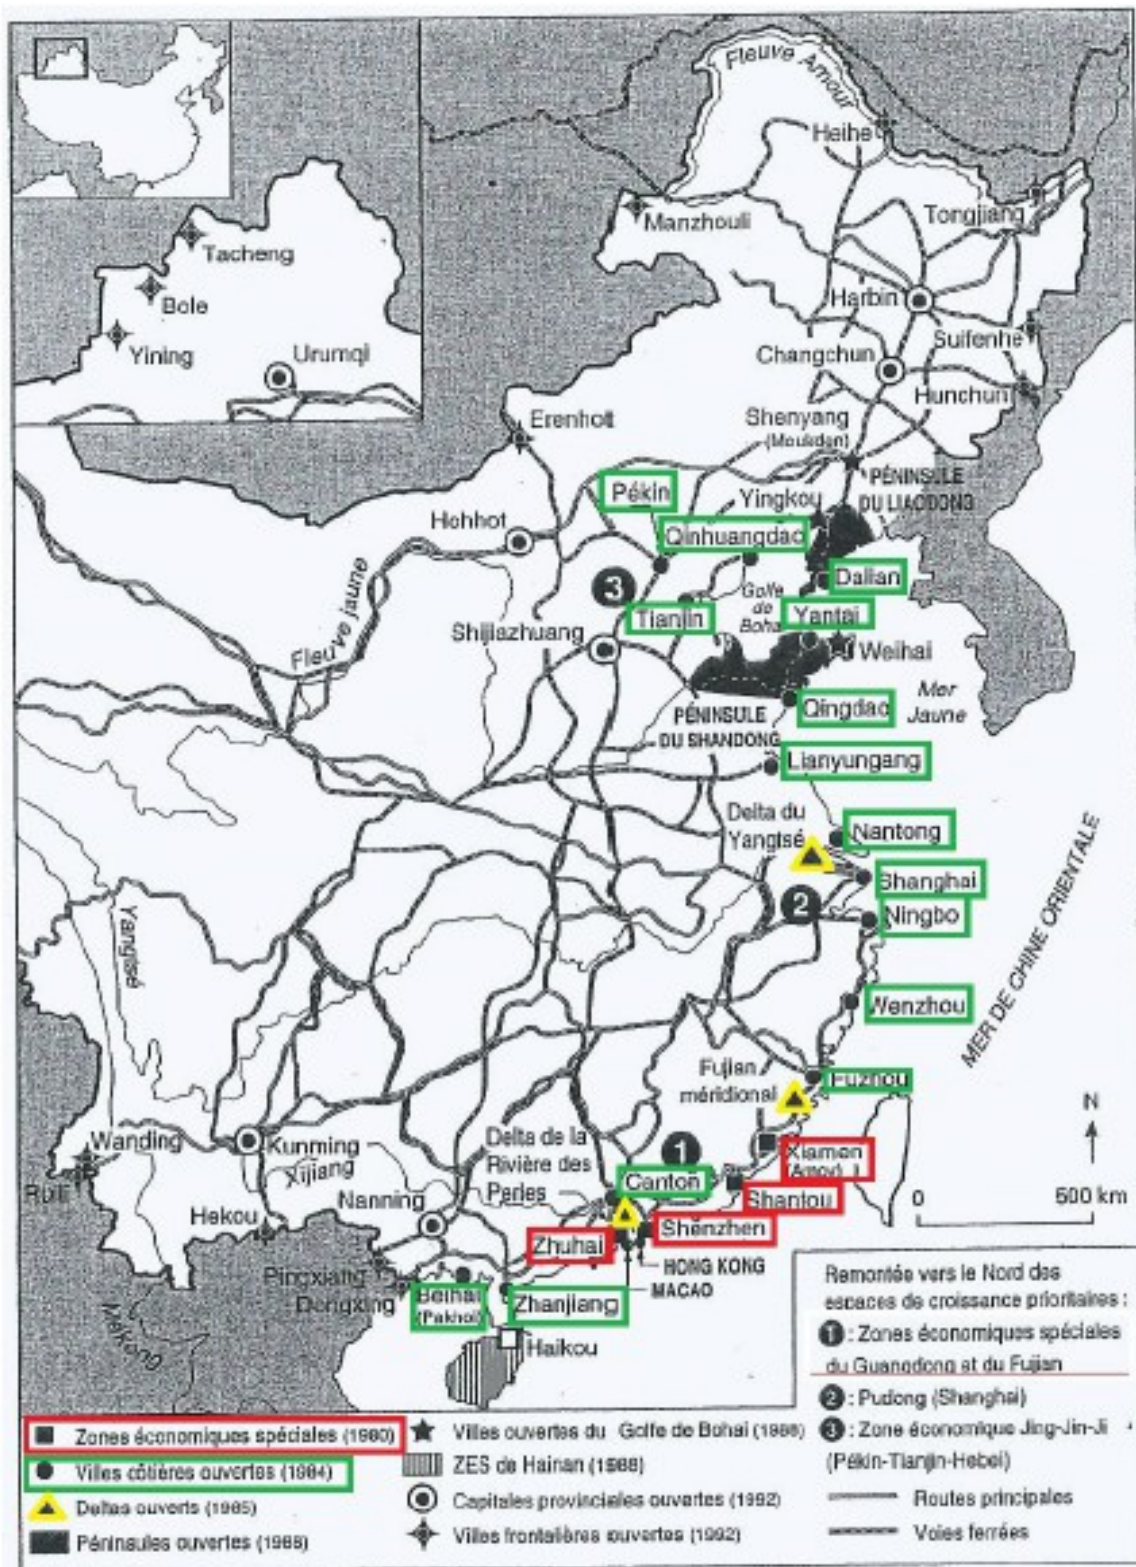 Fleuve Amour
Heihe
Manzhouli
Tongjiang
Tacheng
Bole
Yining
Urumqi
Harbin
Suifenhe
Changchun
Hunchun
Erenhott
Shenyang
(Moukden)
PÉNINSULE
DU LIAODONG
Pékin
Yingkou
Hohhot
Qinhuangdao
Dalian
3
Golfe
de
Bohai
Tianjin
Yantai
Shijiazhuang
Fleuve jaune
Weihai
Mer
Jaune
Qingdao
PÉNINSULE
DU SHANDONG
Lianyungang
Delta du
Yangtsé
Nantong
Shanghai
2
Ningbo
Yangtsé
Wenzhou
MER DE CHINE ORIENTALE
Fujian
méridional
Fuzhou
N
Wanding
Kunming
Xijiang
Delta de la
Rivière des
Perles
1
Canton
Xiamen
(Amoy)
Ruili
Nanning
Shantou
0
500 km
Hekou
Zhuhai
Shenzhen
HONG KONG
MACAO
Pingxiang
Dongxing
Beihai
(Pakhoi)
Zhanjiang
Haikou
Mékong
Remontée vers le Nord des
espaces de croissance prioritaires :
1 : Zones économiques spéciales
du Guangdong et du Fujian
2 : Pudong (Shanghai)
3 : Zone économique Jing-Jin-Ji
(Pékin-Tianjin-Hebei)
Routes principales
Voies ferrées
Zones économiques spéciales (1980)
Villes côtières ouvertes (1984)
Deltas ouverts (1985)
Péninsules ouvertes (1988)
Villes ouvertes du Golfe de Bohai (1988)
ZES de Hainan (1988)
Capitales provinciales ouvertes (1992)
Villes frontalières ouvertes (1992)